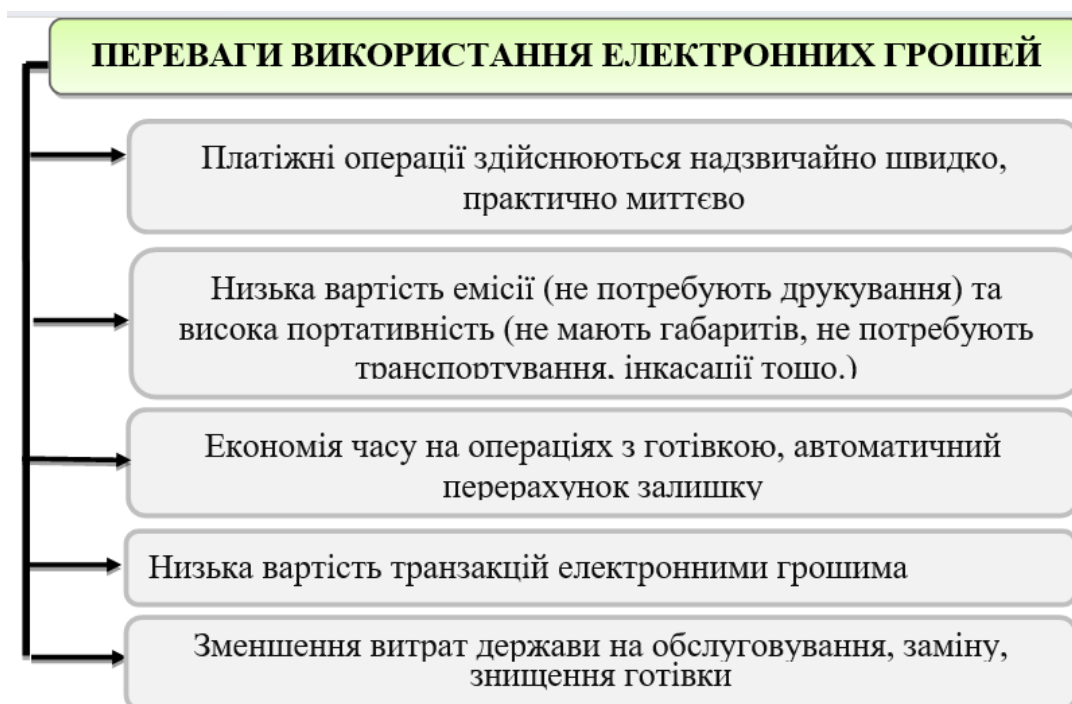 ПЕРЕВАГИ ВИКОРИСТАННЯ ЕЛЕКТРОННИХ ГРОШЕЙ
Платіжні операції здійснюються надзвичайно швидко,
практично миттєво
Низька вартість емісії (не потребують друкування) та
висока портативність (не мають габаритів, не потребують
транспортування, інкасації тощо.)
Економія часу на операціях з готівкою, автоматичний
перерахунок залишку
Низька вартість транзакцій електронними грошима
Зменшення витрат держави на обслуговування, заміну,
знищення готівки